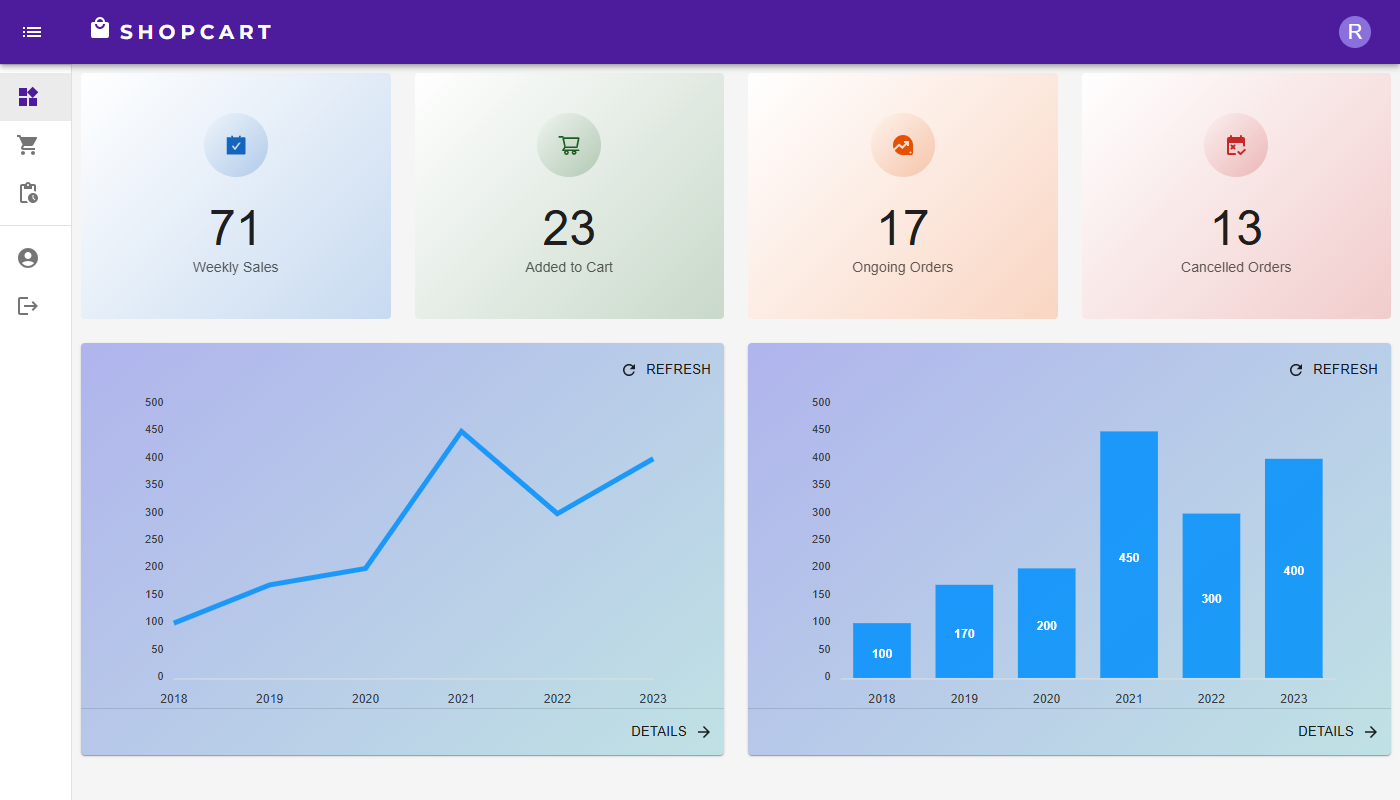 SHOPCART
R
71
Weekly Sales
23
Added to Cart
17
Ongoing Orders
13
Cancelled Orders
REFRESH
500
450
400
350
300
250
200
150
100
50
0
2018 2019 2020 2021 2022 2023
DETAILS
REFRESH
500
450
400
350
300
250
200
150
100
50
0
100 170 200 450 300 400
2018 2019 2020 2021 2022 2023
DETAILS